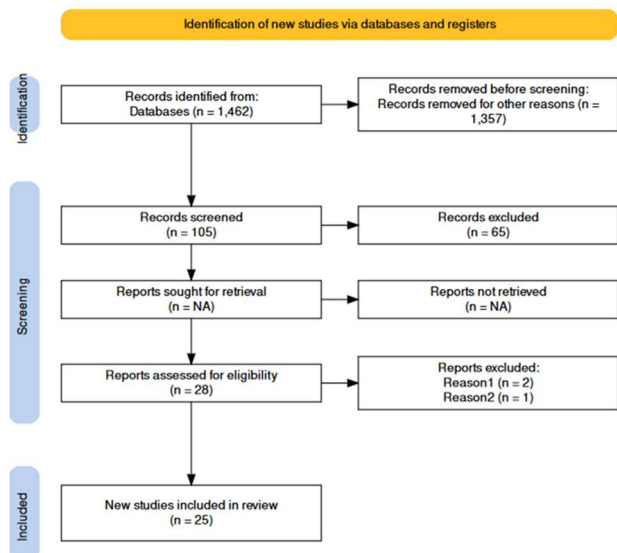 Identification of new studies via databases and registers
Identification
Records identified from:
Databases (n = 1,462)
Records removed before screening:
Records removed for other reasons (n =
1,357)
Screening
Records screened
(n = 105)
Records excluded
(n = 65)
Reports sought for retrieval
(n = NA)
Reports not retrieved
(n = NA)
Reports assessed for eligibility
(n = 28)
Reports excluded:
Reason1 (n = 2)
Reason2 (n = 1)
Included
New studies included in review
(n = 25)